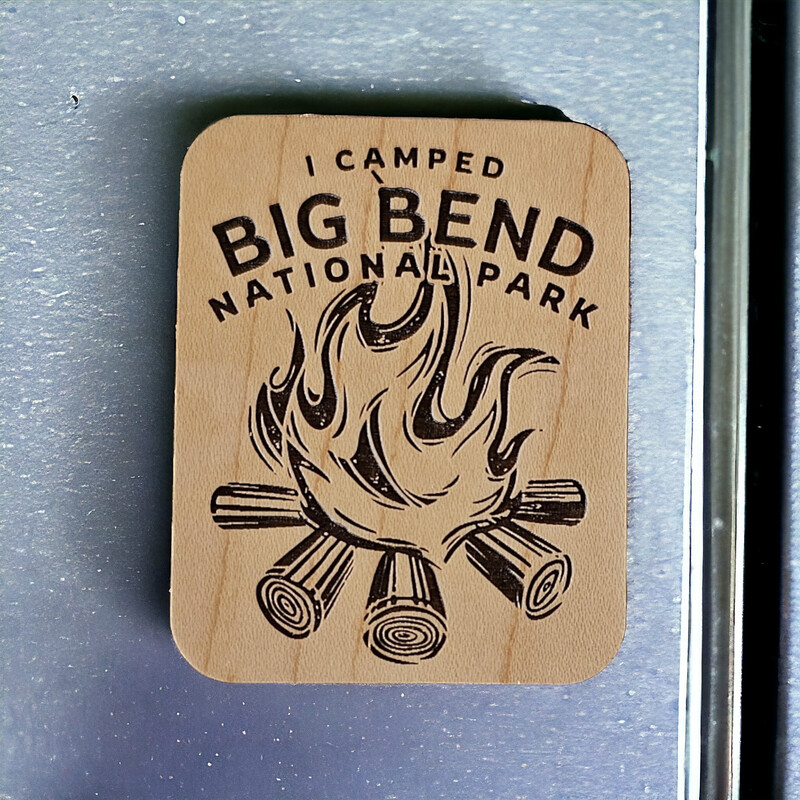 I CAMPED
BIG BEND
NATIONAL PARK